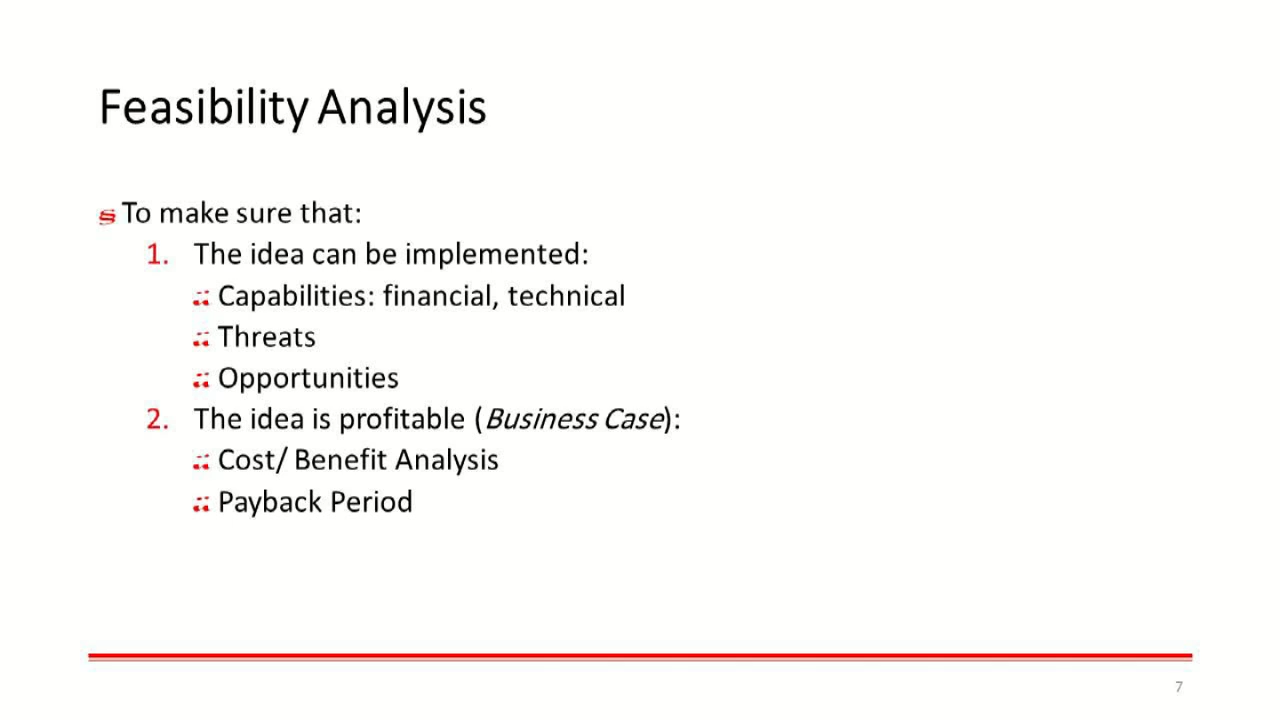 Feasibility Analysis
To make sure that:
1. The idea can be implemented:
Capabilities: financial, technical
Threats
Opportunities
2. The idea is profitable (Business Case):
Cost/ Benefit Analysis
Payback Period
7